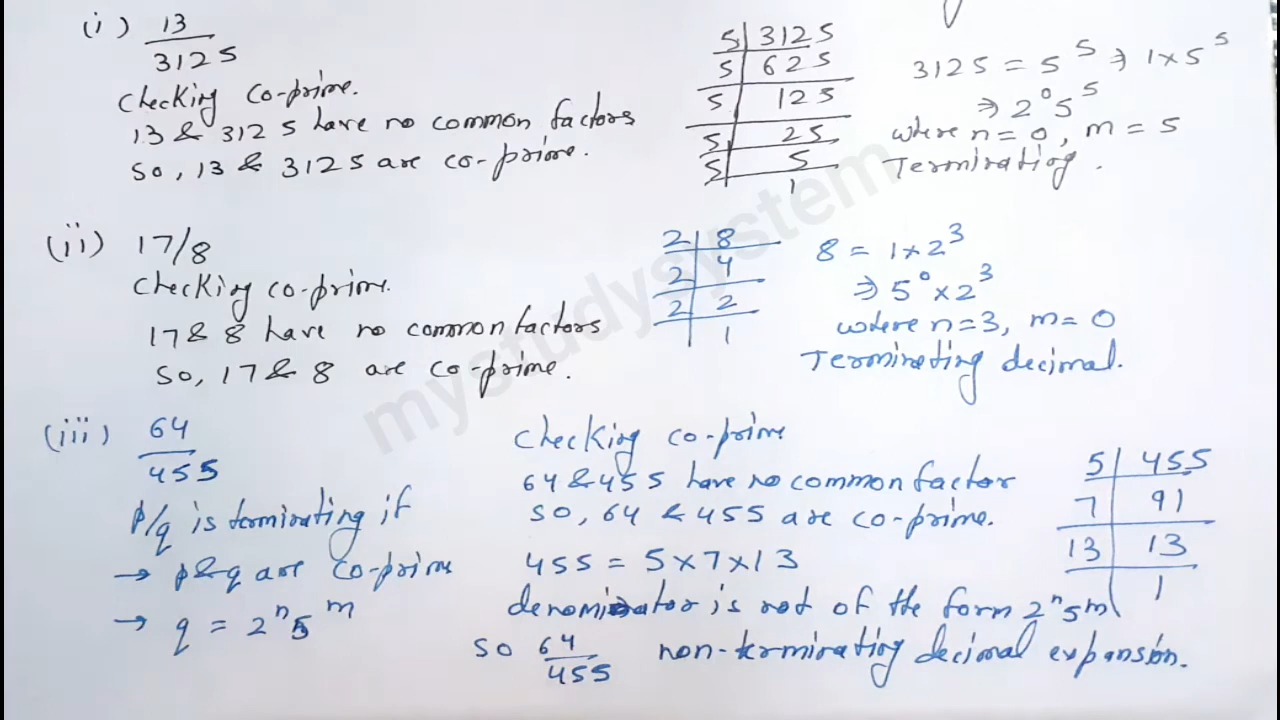 (i) 13/3125
Checking co-prime.
13 & 3125 have no common factors
so, 13 & 3125 are co-prime.
5 | 3125
5 | 625
5 | 125
5 | 25
5 | 5
1
3125 = 5^5 ⇒ 1×5^5
⇒ 2^0 5^5
where n=0, m=5
Terminating.
(ii) 17/8
Checking co-prime.
17 & 8 have no common factors
so, 17 & 8 are co-prime.
2 | 8
2 | 4
2 | 2
1
8 = 1×2^3
⇒ 5^0 × 2^3
where n=3, m=0
Terminating decimal.
(iii) 64/455
p/q is terminating if
→ p & q are co-prime
→ q = 2^n 5^m
Checking co-prime
64 & 455 have no common factor
so, 64 & 455 are co-prime.
455 = 5×7×13
denominator is not of the form 2^n 5^m
so 64/455 non-terminating decimal expansion.
5 | 455
7 | 91
13 | 13
1
mystudysystem